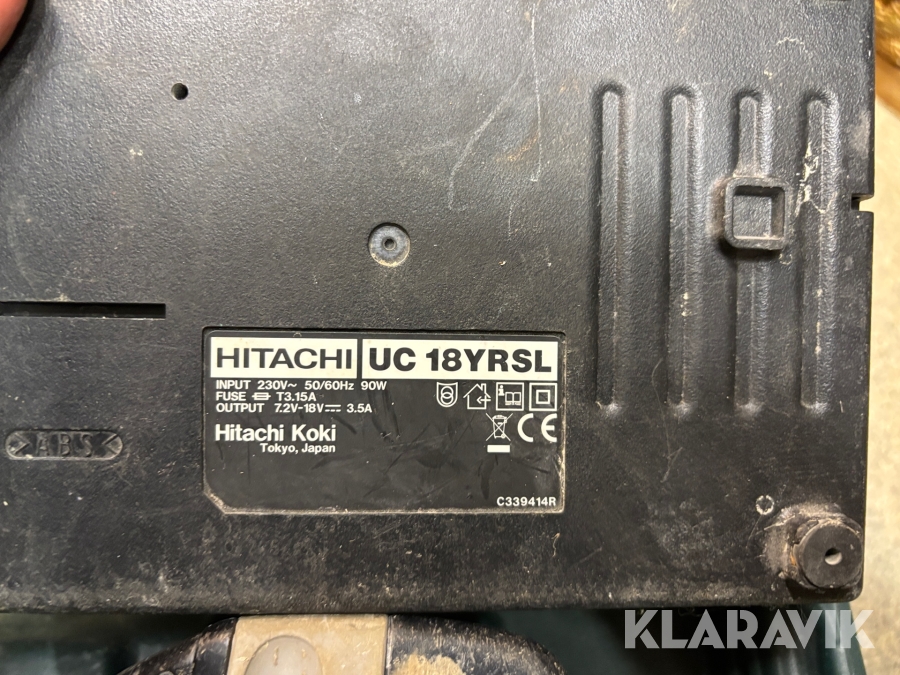 HITACHI UC 18YRSL
INPUT 230V~ 50/60Hz 90W
FUSE T3.15A
OUTPUT 7.2V-18V⎓ 3.5A
Hitachi Koki
Tokyo, Japan
CE
C339414R
>ABS<
KLARAVIK